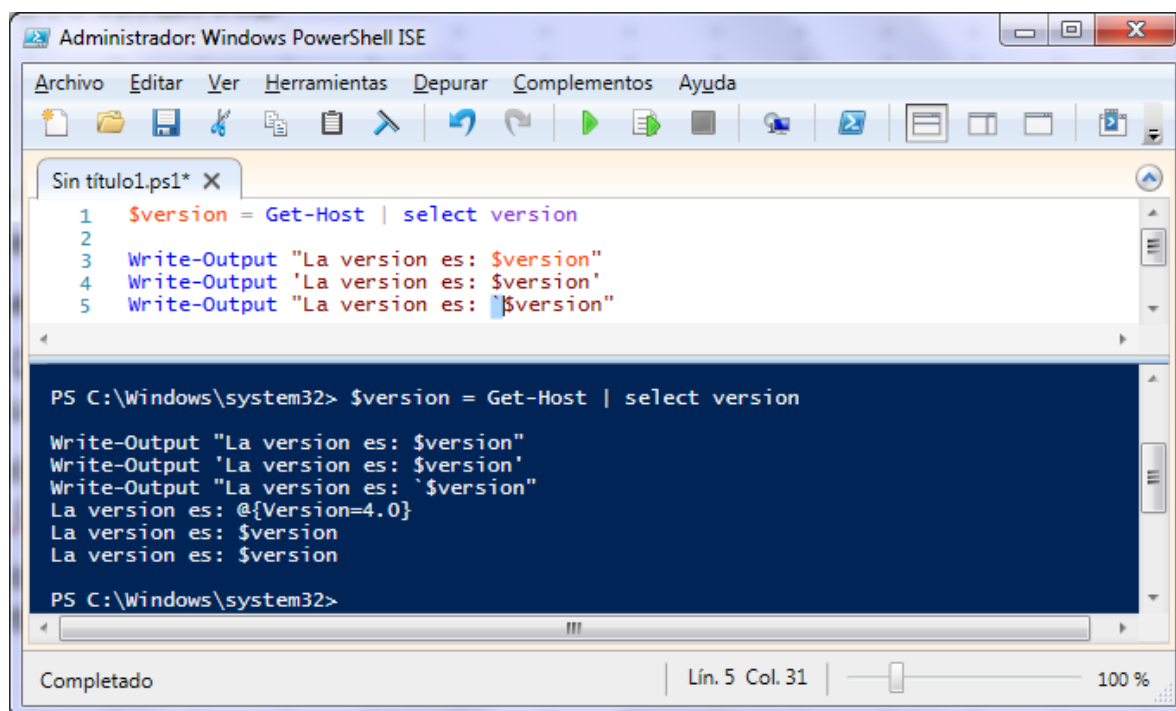 Administrador: Windows PowerShell ISE
Archivo Editar Ver Herramientas Depurar Complementos Ayuda
Sin título1.ps1*
1 $version = Get-Host | select version
2
3 Write-Output "La version es: $version"
4 Write-Output 'La version es: $version'
5 Write-Output "La version es: `$version"
PS C:\Windows\system32> $version = Get-Host | select version
Write-Output "La version es: $version"
Write-Output 'La version es: $version'
Write-Output "La version es: `$version"
La version es: @{Version=4.0}
La version es: $version
La version es: $version
PS C:\Windows\system32>
Completado Lín. 5 Col. 31 100 %